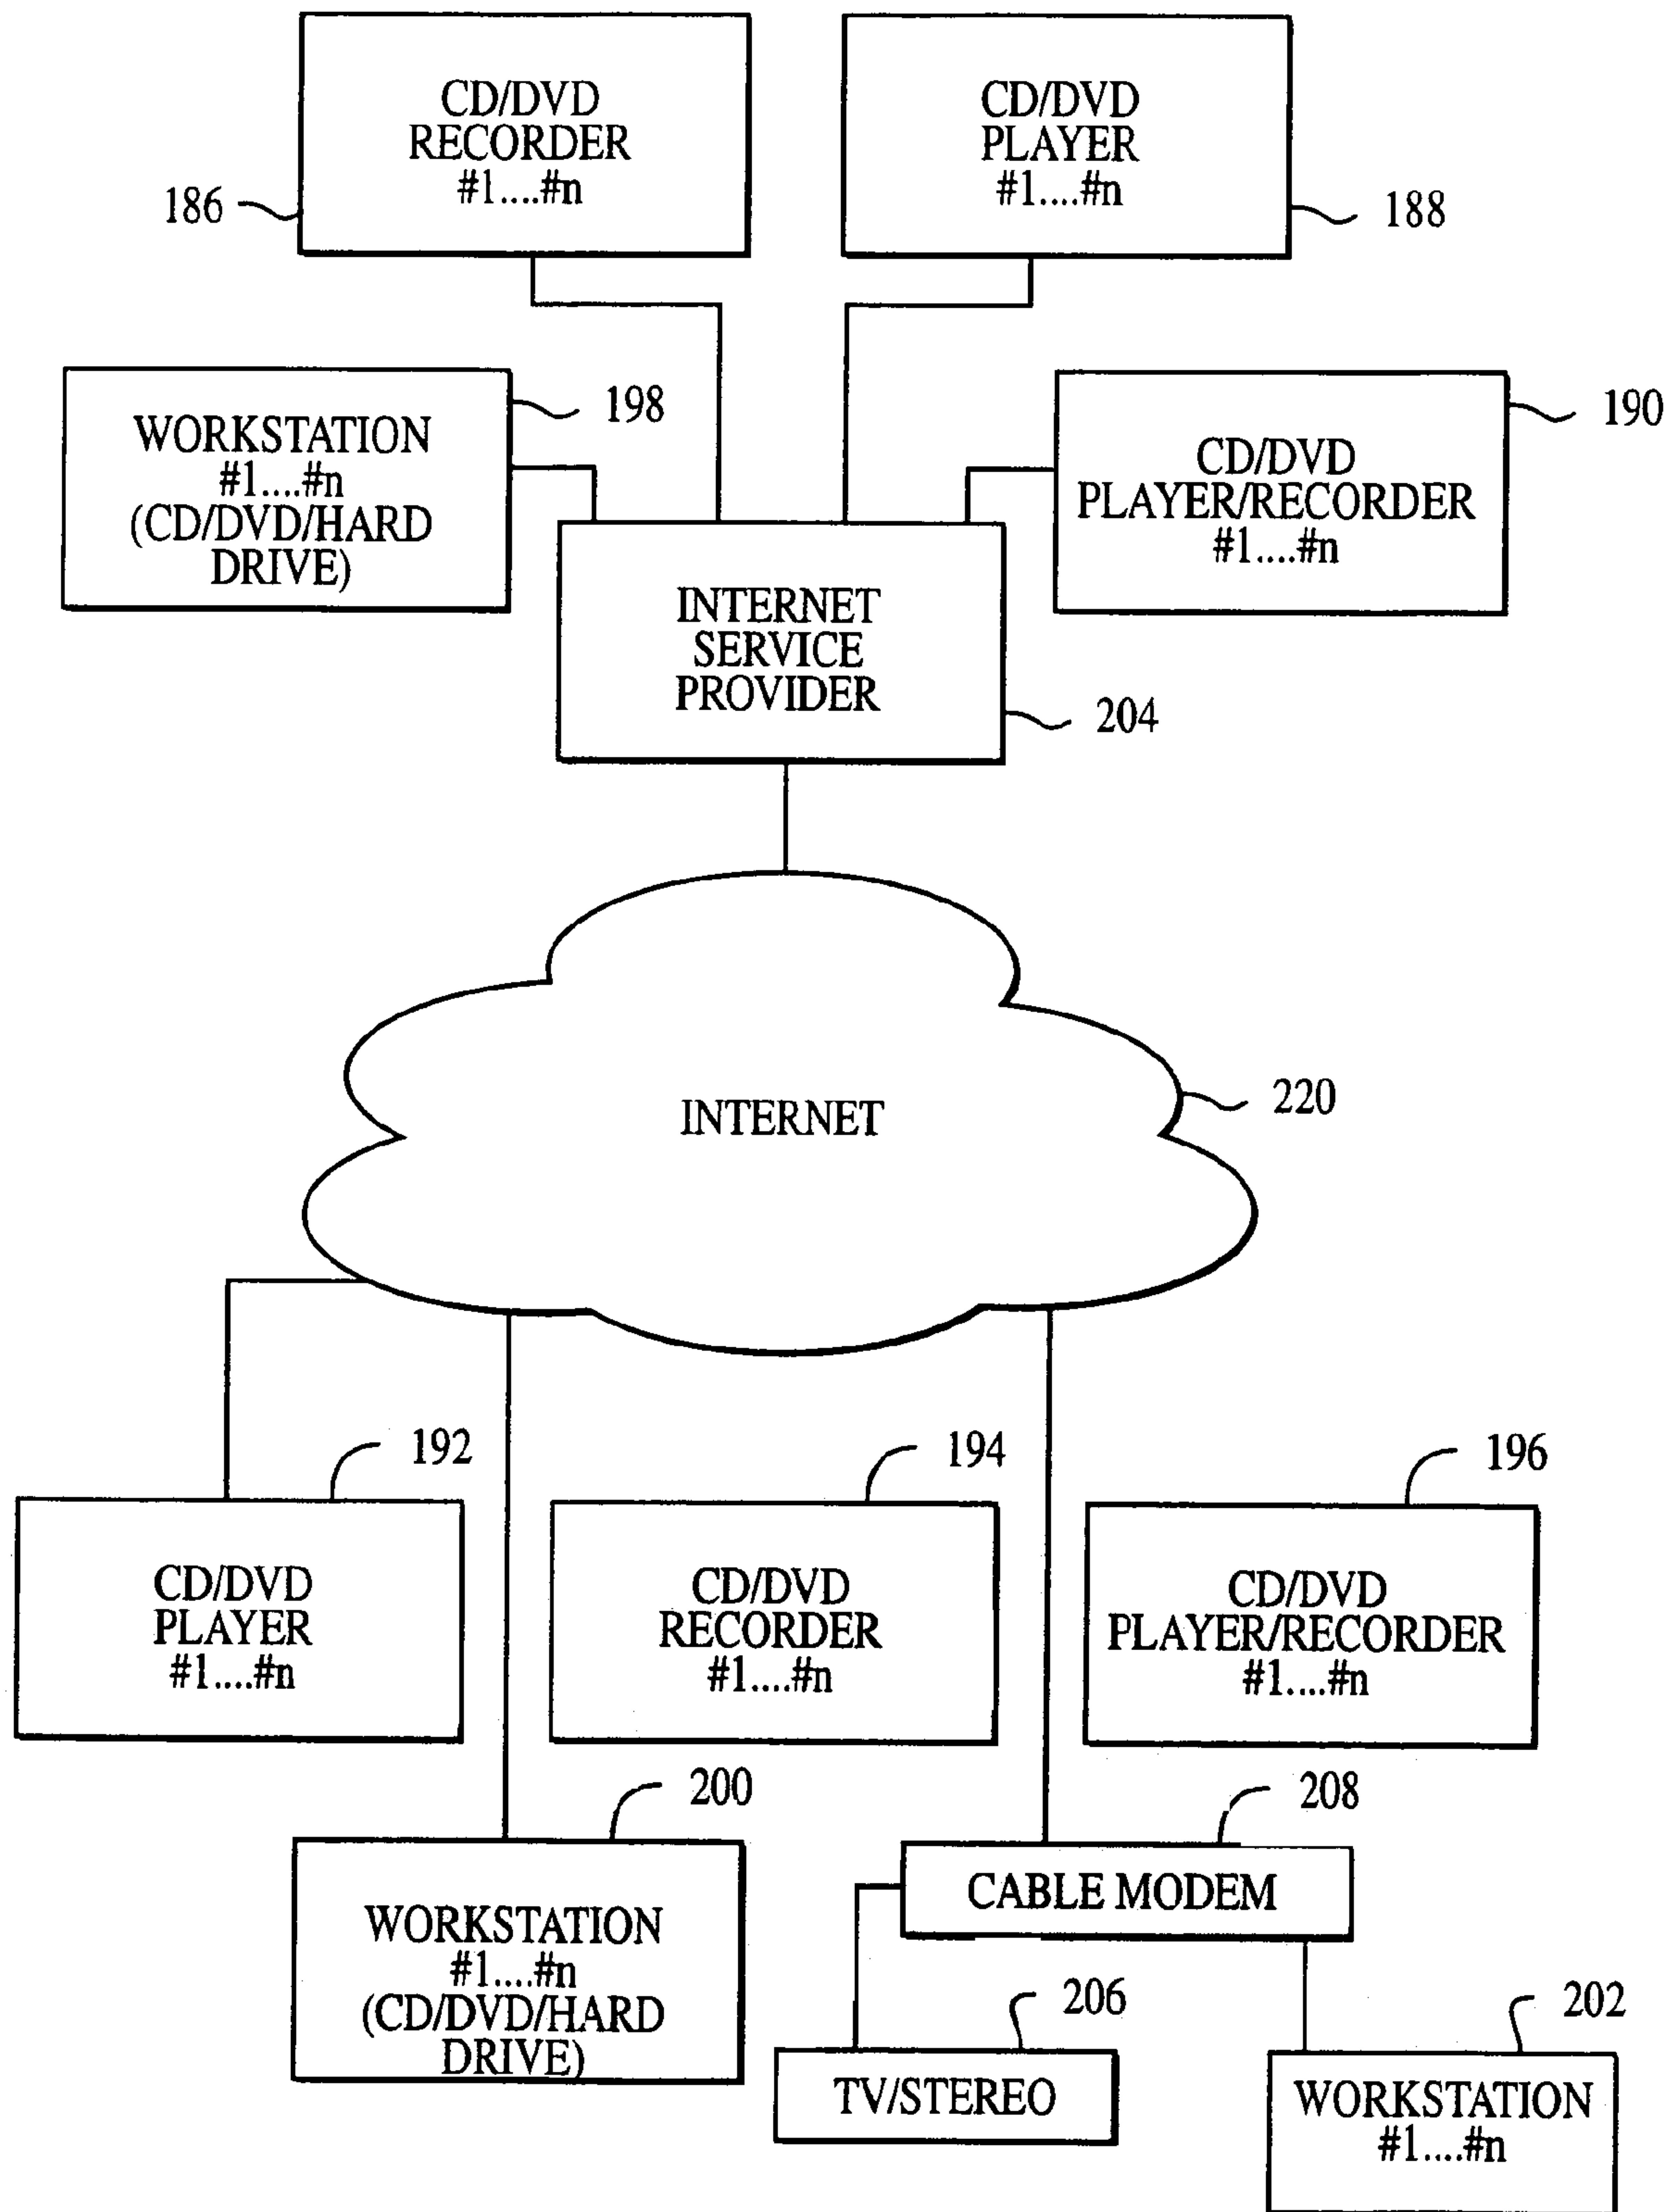 CD/DVD
RECORDER
#1....#n
186
CD/DVD
PLAYER
#1....#n
188
WORKSTATION
#1....#n
(CD/DVD/HARD
DRIVE)
198
CD/DVD
PLAYER/RECORDER
#1....#n
190
INTERNET
SERVICE
PROVIDER
204
INTERNET
220
CD/DVD
PLAYER
#1....#n
192
CD/DVD
RECORDER
#1....#n
194
CD/DVD
PLAYER/RECORDER
#1....#n
196
WORKSTATION
#1....#n
(CD/DVD/HARD
DRIVE)
200
CABLE MODEM
208
TV/STEREO
206
WORKSTATION
#1....#n
202